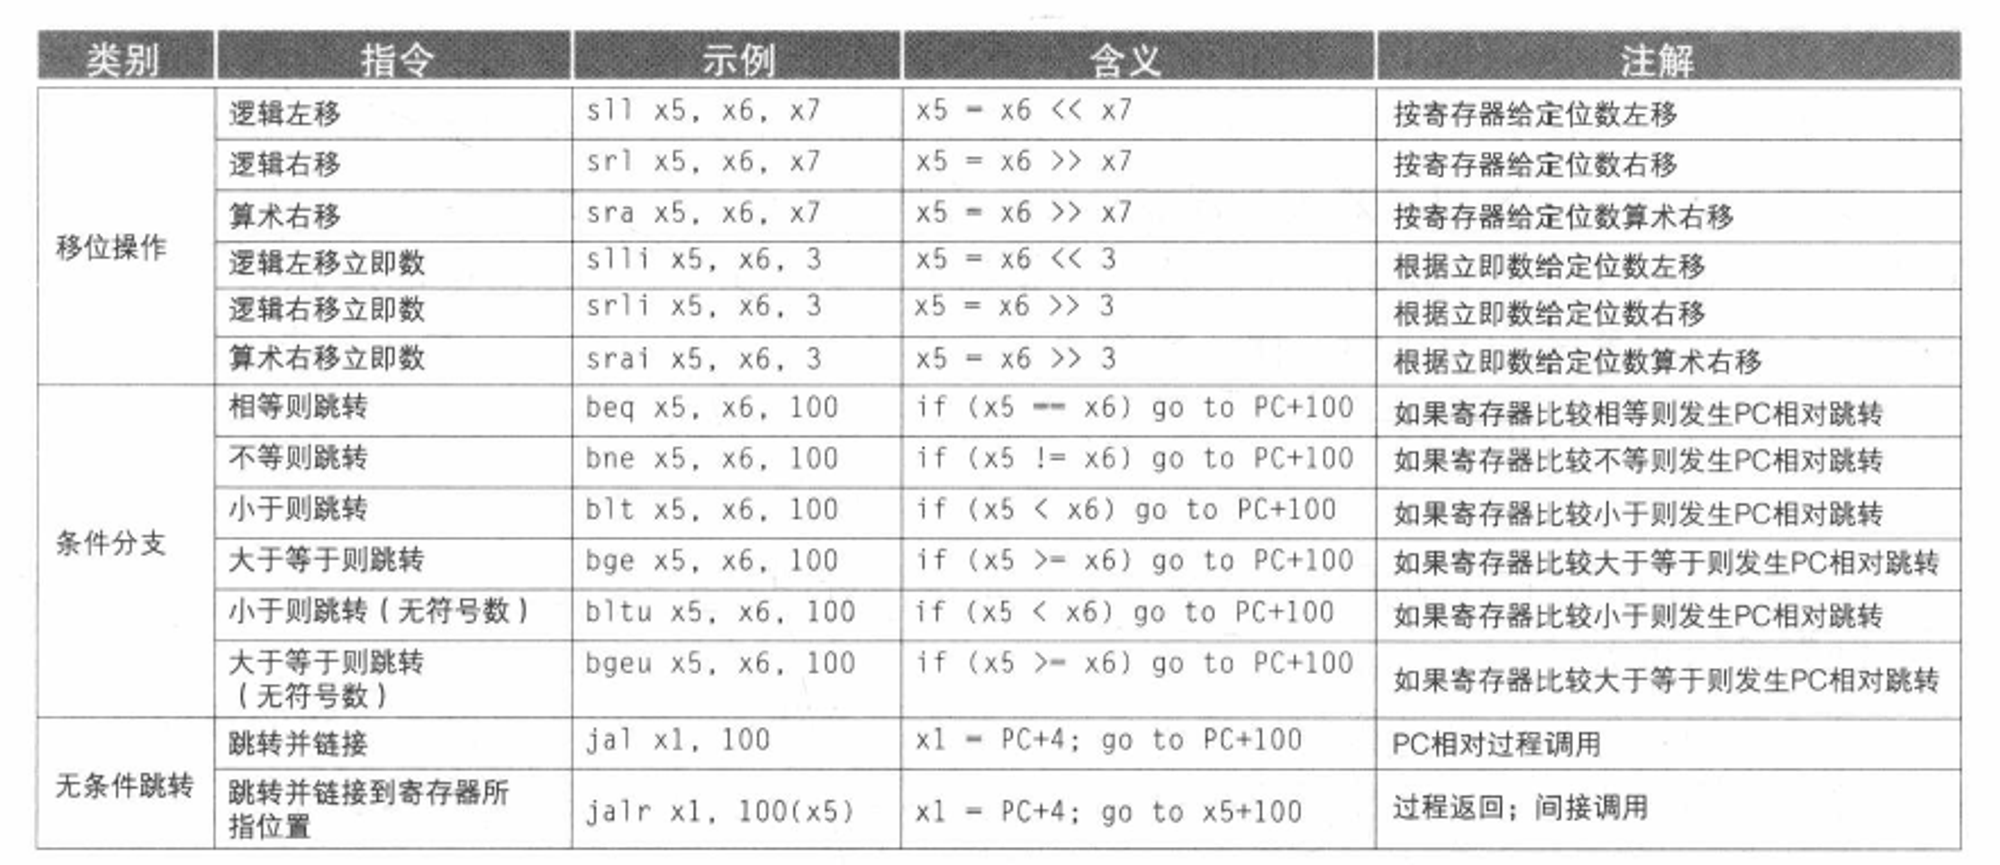 类别 指令 示例 含义 注解
移位操作
逻辑左移 sll x5, x6, x7 x5 = x6 << x7 按寄存器给定位数左移
逻辑右移 srl x5, x6, x7 x5 = x6 >> x7 按寄存器给定位数右移
算术右移 sra x5, x6, x7 x5 = x6 >> x7 按寄存器给定位数算术右移
逻辑左移立即数 slli x5, x6, 3 x5 = x6 << 3 根据立即数给定位数左移
逻辑右移立即数 srli x5, x6, 3 x5 = x6 >> 3 根据立即数给定位数右移
算术右移立即数 srai x5, x6, 3 x5 = x6 >> 3 根据立即数给定位数算术右移
条件分支
相等则跳转 beq x5, x6, 100 if (x5 == x6) go to PC+100 如果寄存器比较相等则发生PC相对跳转
不等则跳转 bne x5, x6, 100 if (x5 != x6) go to PC+100 如果寄存器比较不等则发生PC相对跳转
小于则跳转 blt x5, x6, 100 if (x5 < x6) go to PC+100 如果寄存器比较小于则发生PC相对跳转
大于等于则跳转 bge x5, x6, 100 if (x5 >= x6) go to PC+100 如果寄存器比较大于等于则发生PC相对跳转
小于则跳转（无符号数） bltu x5, x6, 100 if (x5 < x6) go to PC+100 如果寄存器比较小于则发生PC相对跳转
大于等于则跳转 bgeu x5, x6, 100 if (x5 >= x6) go to PC+100 如果寄存器比较大于等于则发生PC相对跳转
（无符号数）
无条件跳转
跳转并链接 jal x1, 100 x1 = PC+4; go to PC+100 PC相对过程调用
跳转并链接到寄存器所 jalr x1, 100(x5) x1 = PC+4; go to x5+100 过程返回；间接调用
指位置